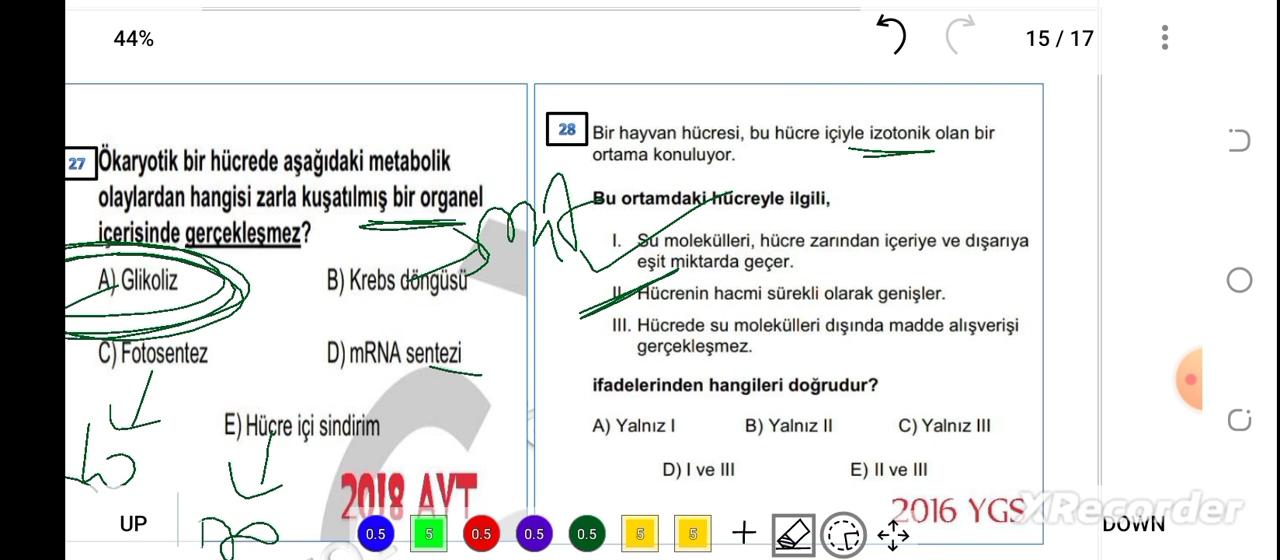 44%
15 / 17
27
Ökaryotik bir hücrede aşağıdaki metabolik
olaylardan hangisi zarla kuşatılmış bir organel
içerisinde gerçekleşmez?
A) Glikoliz
B) Krebs döngüsü
C) Fotosentez
D) mRNA sentezi
E) Hücre içi sindirim
2018 AYT
28
Bir hayvan hücresi, bu hücre içiyle izotonik olan bir
ortama konuluyor.
Bu ortamdaki hücreyle ilgili,
I. Su molekülleri, hücre zarından içeriye ve dışarıya
eşit miktarda geçer.
II. Hücrenin hacmi sürekli olarak genişler.
III. Hücrede su molekülleri dışında madde alışverişi
gerçekleşmez.
ifadelerinden hangileri doğrudur?
A) Yalnız I
B) Yalnız II
C) Yalnız III
D) I ve III
E) II ve III
2016 YGS
XRecorder
UP
0.5
5
0.5
0.5
0.5
5
5
DOWN